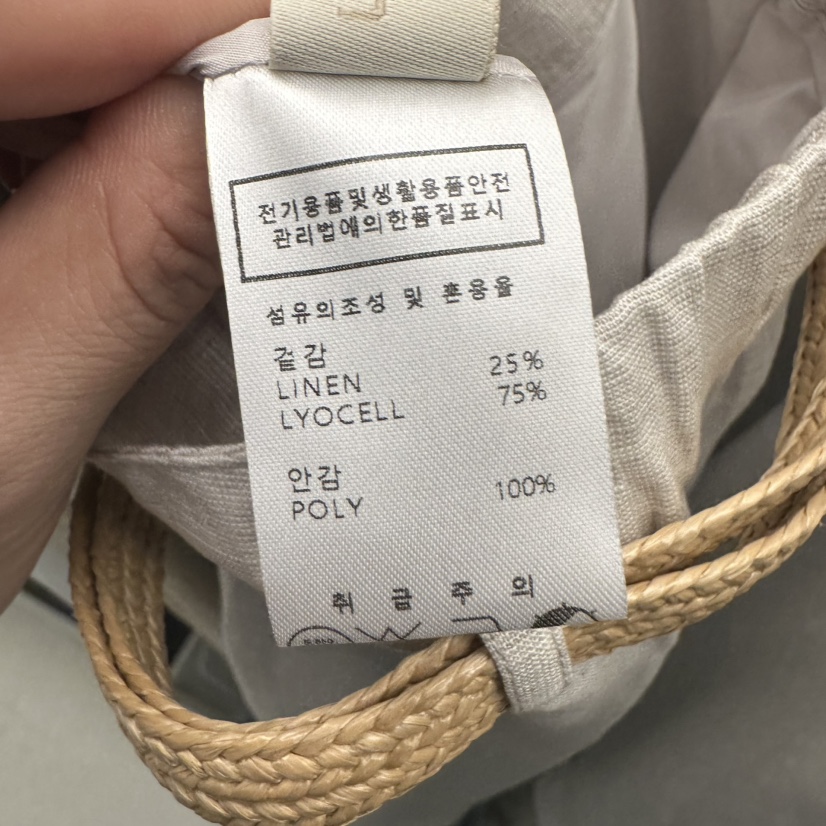 전기용품및생활용품안전
관리법에의한품질표시
섬유의조성 및 혼용율
겉감
LINEN 25%
LYOCELL 75%
안감
POLY 100%
취 급 주 의